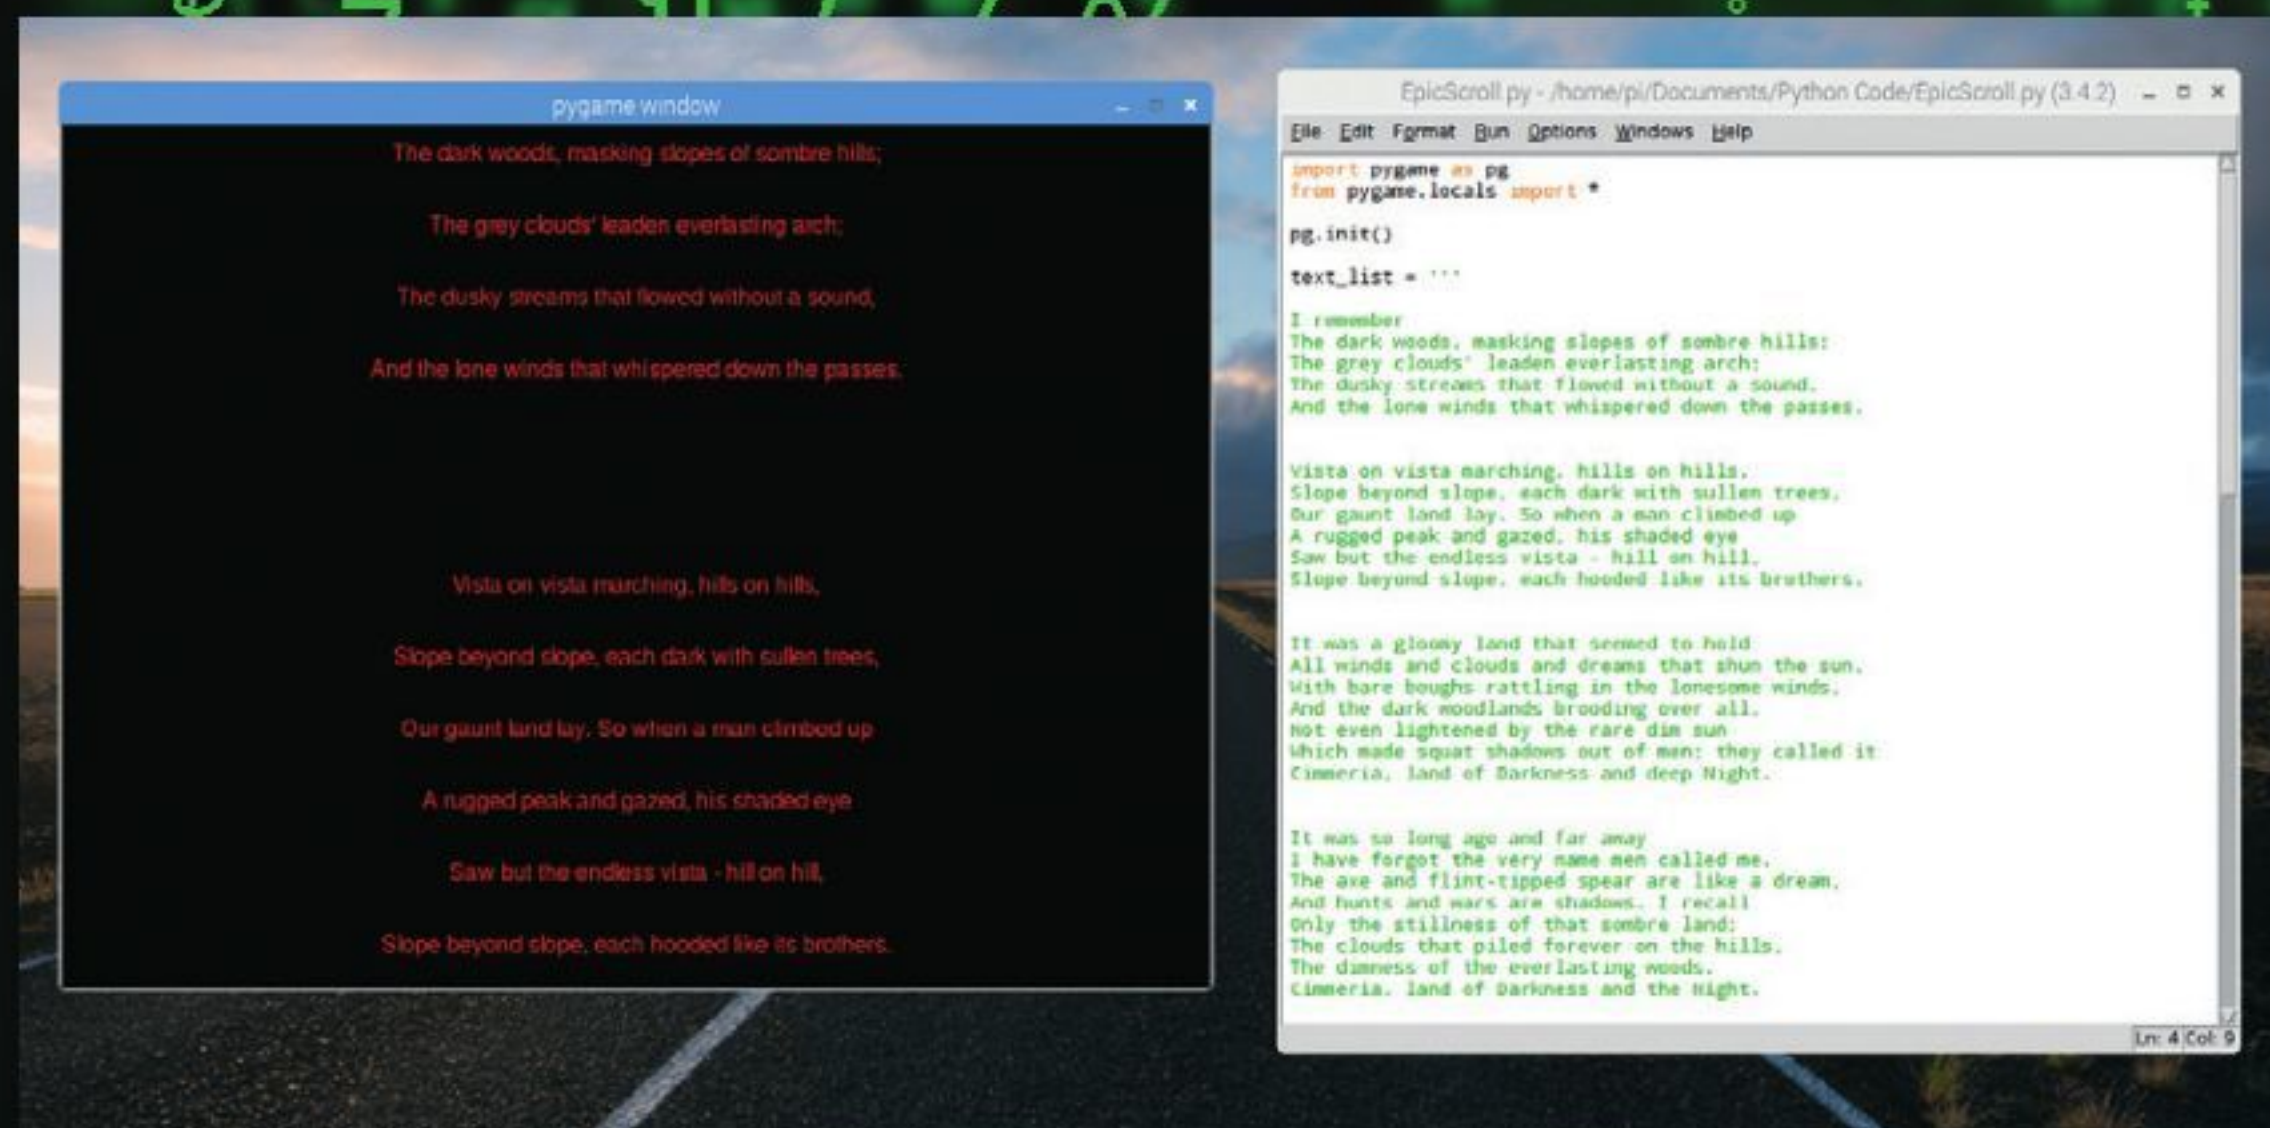 pygame window
The dark woods, masking slopes of sombre hills;
The grey clouds' leaden everlasting arch;
The dusky streams that flowed without a sound,
And the lone winds that whispered down the passes.
Vista on vista marching, hills on hills,
Slope beyond slope, each dark with sullen trees,
Our gaunt land lay. So when a man climbed up
A rugged peak and gazed, his shaded eye
Saw but the endless vista - hill on hill,
Slope beyond slope, each hooded like its brothers.
EpicScroll.py - /home/pi/Documents/Python Code/EpicScroll.py (3.4.2)
File Edit Format Run Options Windows Help
import pygame as pg
from pygame.locals import *
pg.init()
text_list = '''
I remember
The dark woods, masking slopes of sombre hills;
The grey clouds' leaden everlasting arch;
The dusky streams that flowed without a sound,
And the lone winds that whispered down the passes.
Vista on vista marching, hills on hills,
Slope beyond slope, each dark with sullen trees,
Our gaunt land lay. So when a man climbed up
A rugged peak and gazed, his shaded eye
Saw but the endless vista - hill on hill,
Slope beyond slope, each hooded like its brothers.
It was a gloomy land that seemed to hold
All winds and clouds and dreams that shun the sun,
With bare boughs rattling in the lonesome winds,
And the dark woodlands brooding over all,
Not even lightened by the rare dim sun
Which made squat shadows out of men; they called it
Cimmeria, land of Darkness and deep Night.
It was so long ago and far away
I have forgot the very name men called me.
The axe and flint-tipped spear are like a dream,
And hunts and wars are shadows. I recall
Only the stillness of that sombre land;
The clouds that piled forever on the hills,
The dimness of the everlasting woods.
Cimmeria, land of Darkness and the Night.
Ln: 4 Col: 9